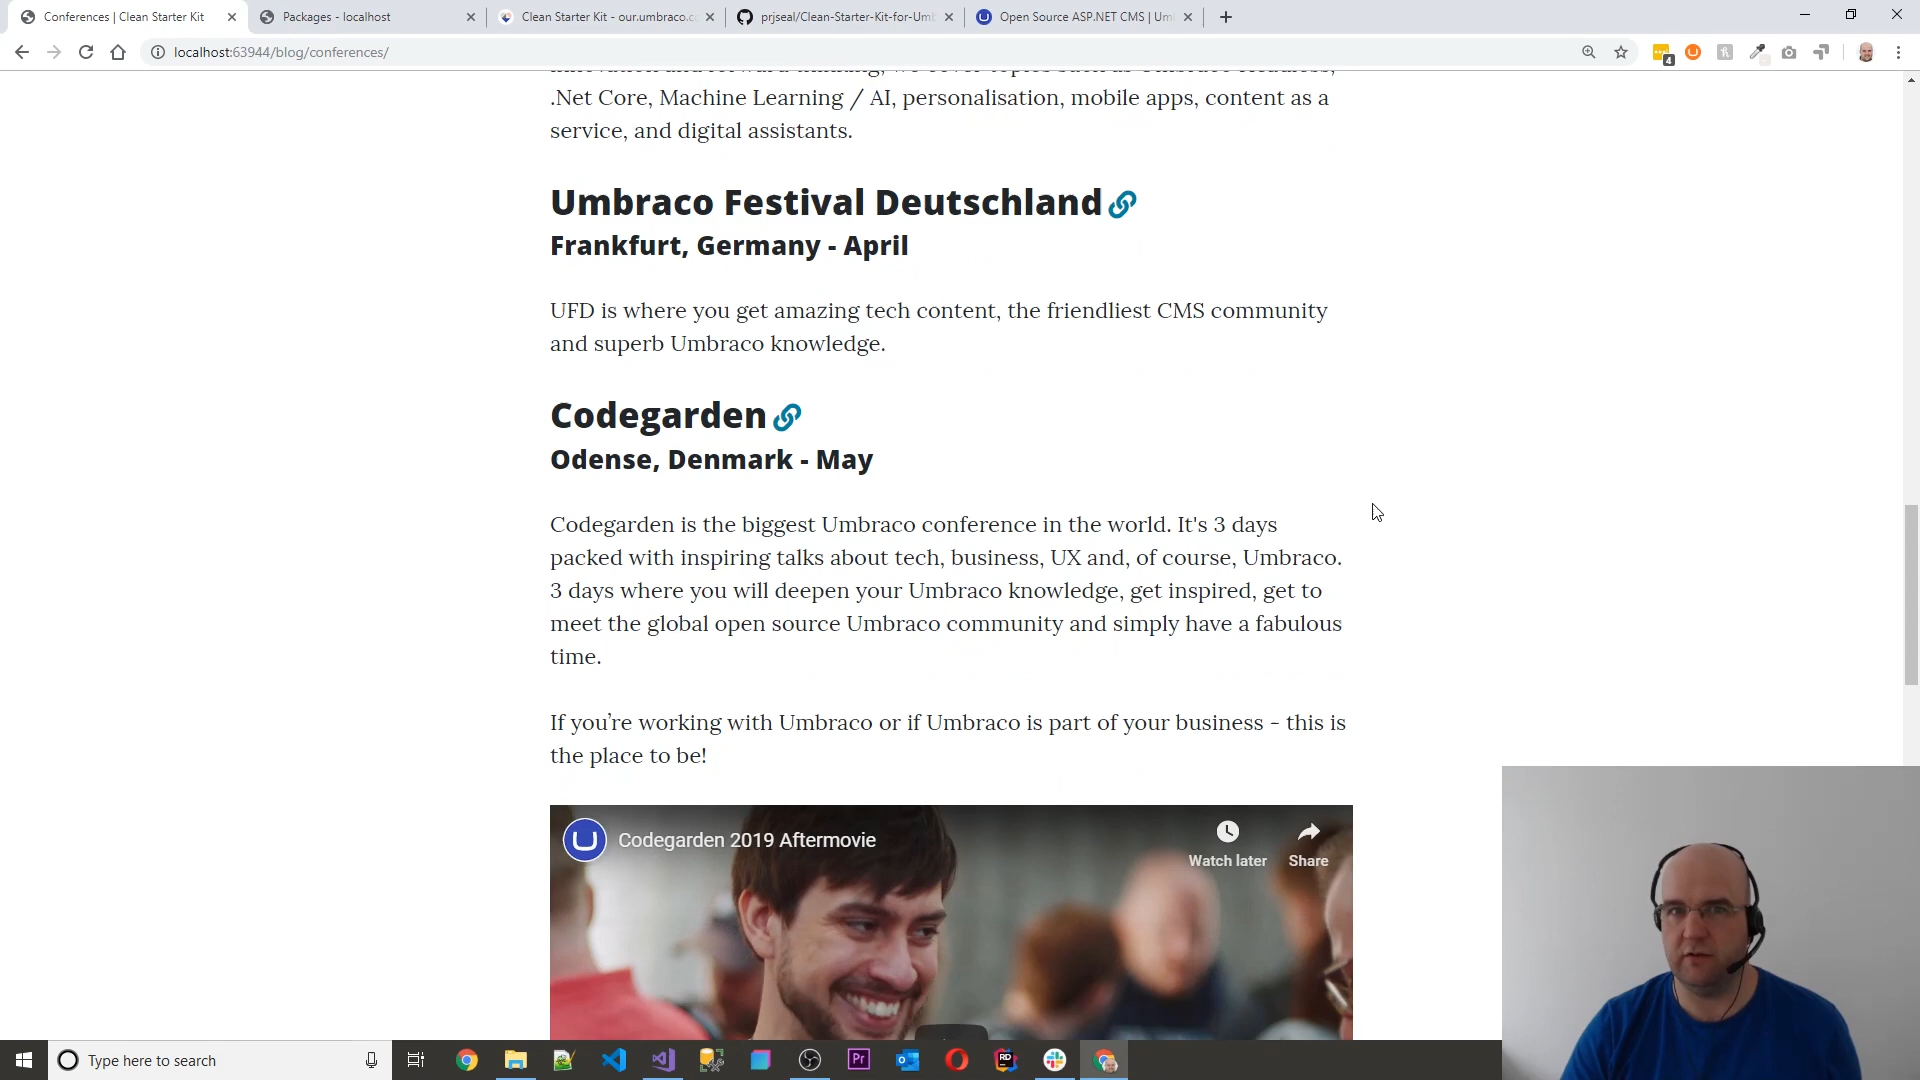 Conferences | Clean Starter Kit
Packages - localhost
Clean Starter Kit - our.umbraco.c
prjseal/Clean-Starter-Kit-for-Um
Open Source ASP.NET CMS | Um
localhost:63944/blog/conferences/
4
.Net Core, Machine Learning / AI, personalisation, mobile apps, content as a
service, and digital assistants.
Umbraco Festival Deutschland
Frankfurt, Germany - April
UFD is where you get amazing tech content, the friendliest CMS community
and superb Umbraco knowledge.
Codegarden
Odense, Denmark - May
Codegarden is the biggest Umbraco conference in the world. It's 3 days
packed with inspiring talks about tech, business, UX and, of course, Umbraco.
3 days where you will deepen your Umbraco knowledge, get inspired, get to
meet the global open source Umbraco community and simply have a fabulous
time.
If you’re working with Umbraco or if Umbraco is part of your business - this is
the place to be!
Codegarden 2019 Aftermovie
Watch later
Share
Type here to search
Pr
RD